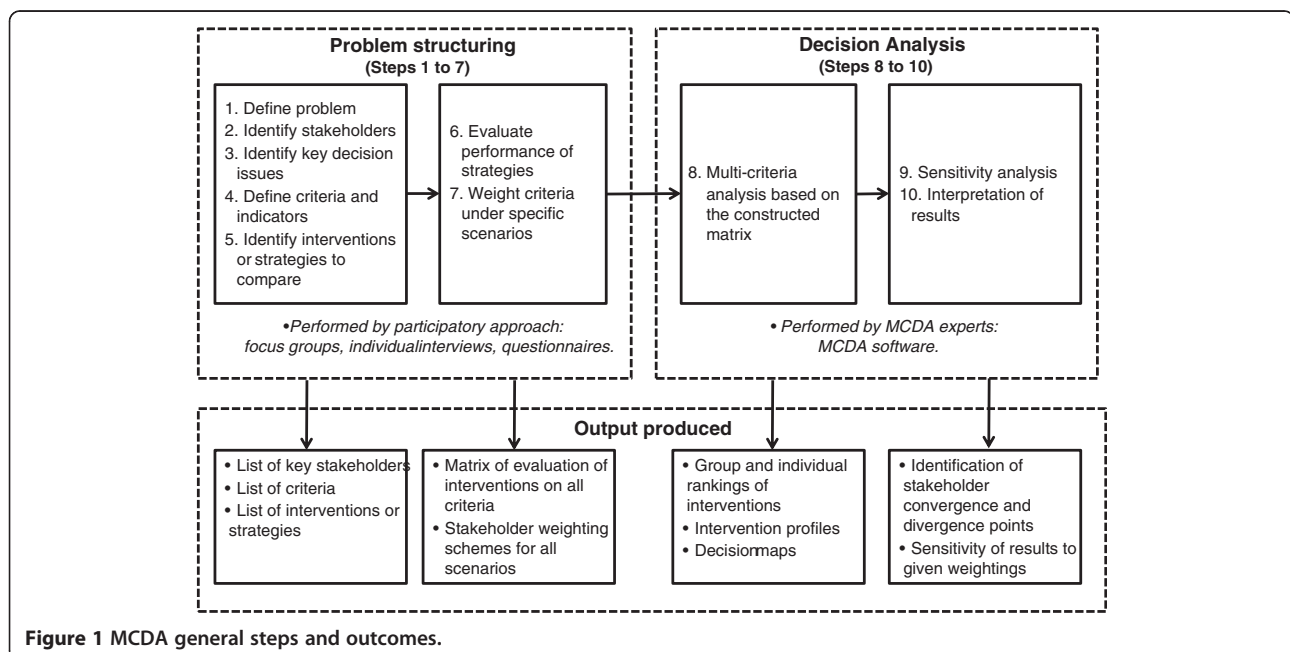 Problem structuring
(Steps 1 to 7)
1. Define problem
2. Identify stakeholders
3. Identify key decision
issues
4. Define criteria and
indicators
5. Identify interventions
or strategies to
compare
6. Evaluate
performance of
strategies
7. Weight criteria
under specific
scenarios
•Performed by participatory approach:
focus groups, individualinterviews, questionnaires.
Decision Analysis
(Steps 8 to 10)
8. Multi-criteria
analysis based on
the constructed
matrix
9. Sensitivity analysis
10. Interpretation of
results
• Performed by MCDA experts:
MCDA software.
Output produced
• List of key stakeholders
• List of criteria
• List of interventions or
strategies
• Matrix of evaluation of
interventions on all
criteria
• Stakeholder weighting
schemes for all
scenarios
• Group and individual
rankings of
interventions
• Intervention profiles
• Decisionmaps
• Identification of
stakeholder
convergence and
divergence points
• Sensitivity of results to
given weightings
Figure 1 MCDA general steps and outcomes.